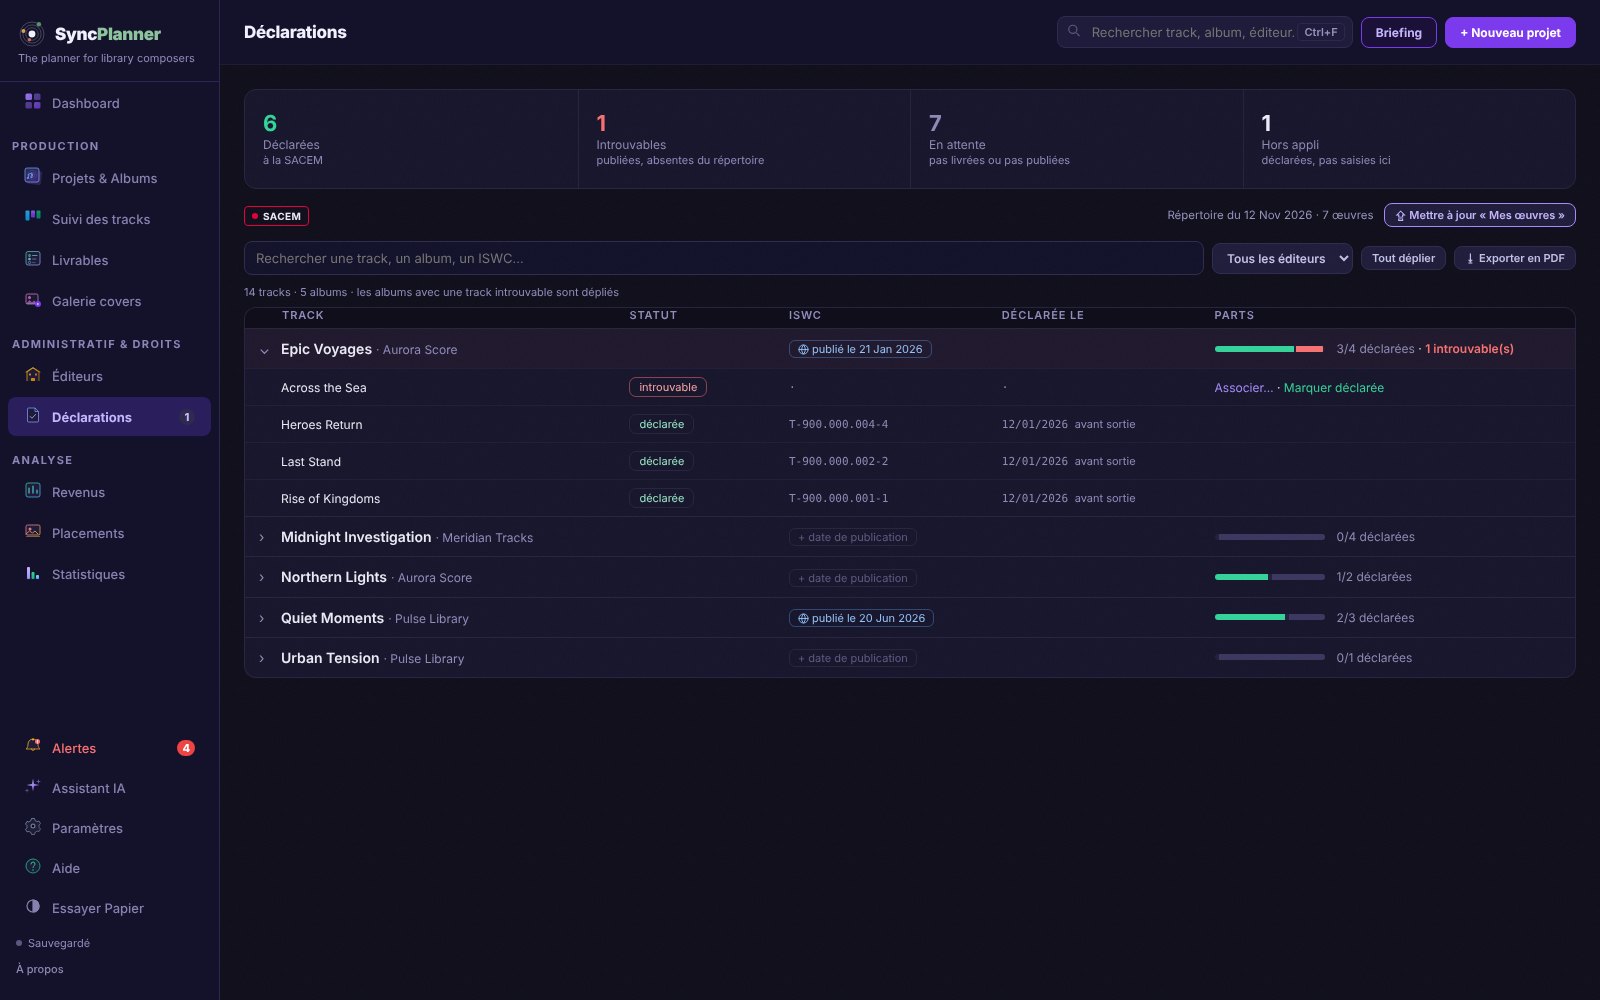 SyncPlanner
The planner for library composers
Dashboard
PRODUCTION
Projets & Albums
Suivi des tracks
Livrables
Galerie covers
ADMINISTRATIF & DROITS
Éditeurs
Déclarations 1
ANALYSE
Revenus
Placements
Statistiques
Alertes 4
Assistant IA
Paramètres
Aide
Essayer Papier
Sauvegardé
À propos
Déclarations
Rechercher track, album, éditeur. Ctrl+F
Briefing
+ Nouveau projet
6
Déclarées
à la SACEM
1
Introuvables
publiées, absentes du répertoire
7
En attente
pas livrées ou pas publiées
1
Hors appli
déclarées, pas saisies ici
SACEM
Répertoire du 12 Nov 2026 · 7 œuvres
Mettre à jour « Mes œuvres »
Rechercher une track, un album, un ISWC...
Tous les éditeurs
Tout déplier
Exporter en PDF
14 tracks · 5 albums · les albums avec une track introuvable sont dépliés
TRACK STATUT ISWC DÉCLARÉE LE PARTS
Epic Voyages · Aurora Score publié le 21 Jan 2026 3/4 déclarées · 1 introuvable(s)
Across the Sea introuvable · · Associer... · Marquer déclarée
Heroes Return déclarée T-900.000.004-4 12/01/2026 avant sortie
Last Stand déclarée T-900.000.002-2 12/01/2026 avant sortie
Rise of Kingdoms déclarée T-900.000.001-1 12/01/2026 avant sortie
Midnight Investigation · Meridian Tracks + date de publication 0/4 déclarées
Northern Lights · Aurora Score + date de publication 1/2 déclarées
Quiet Moments · Pulse Library publié le 20 Jun 2026 2/3 déclarées
Urban Tension · Pulse Library + date de publication 0/1 déclarées